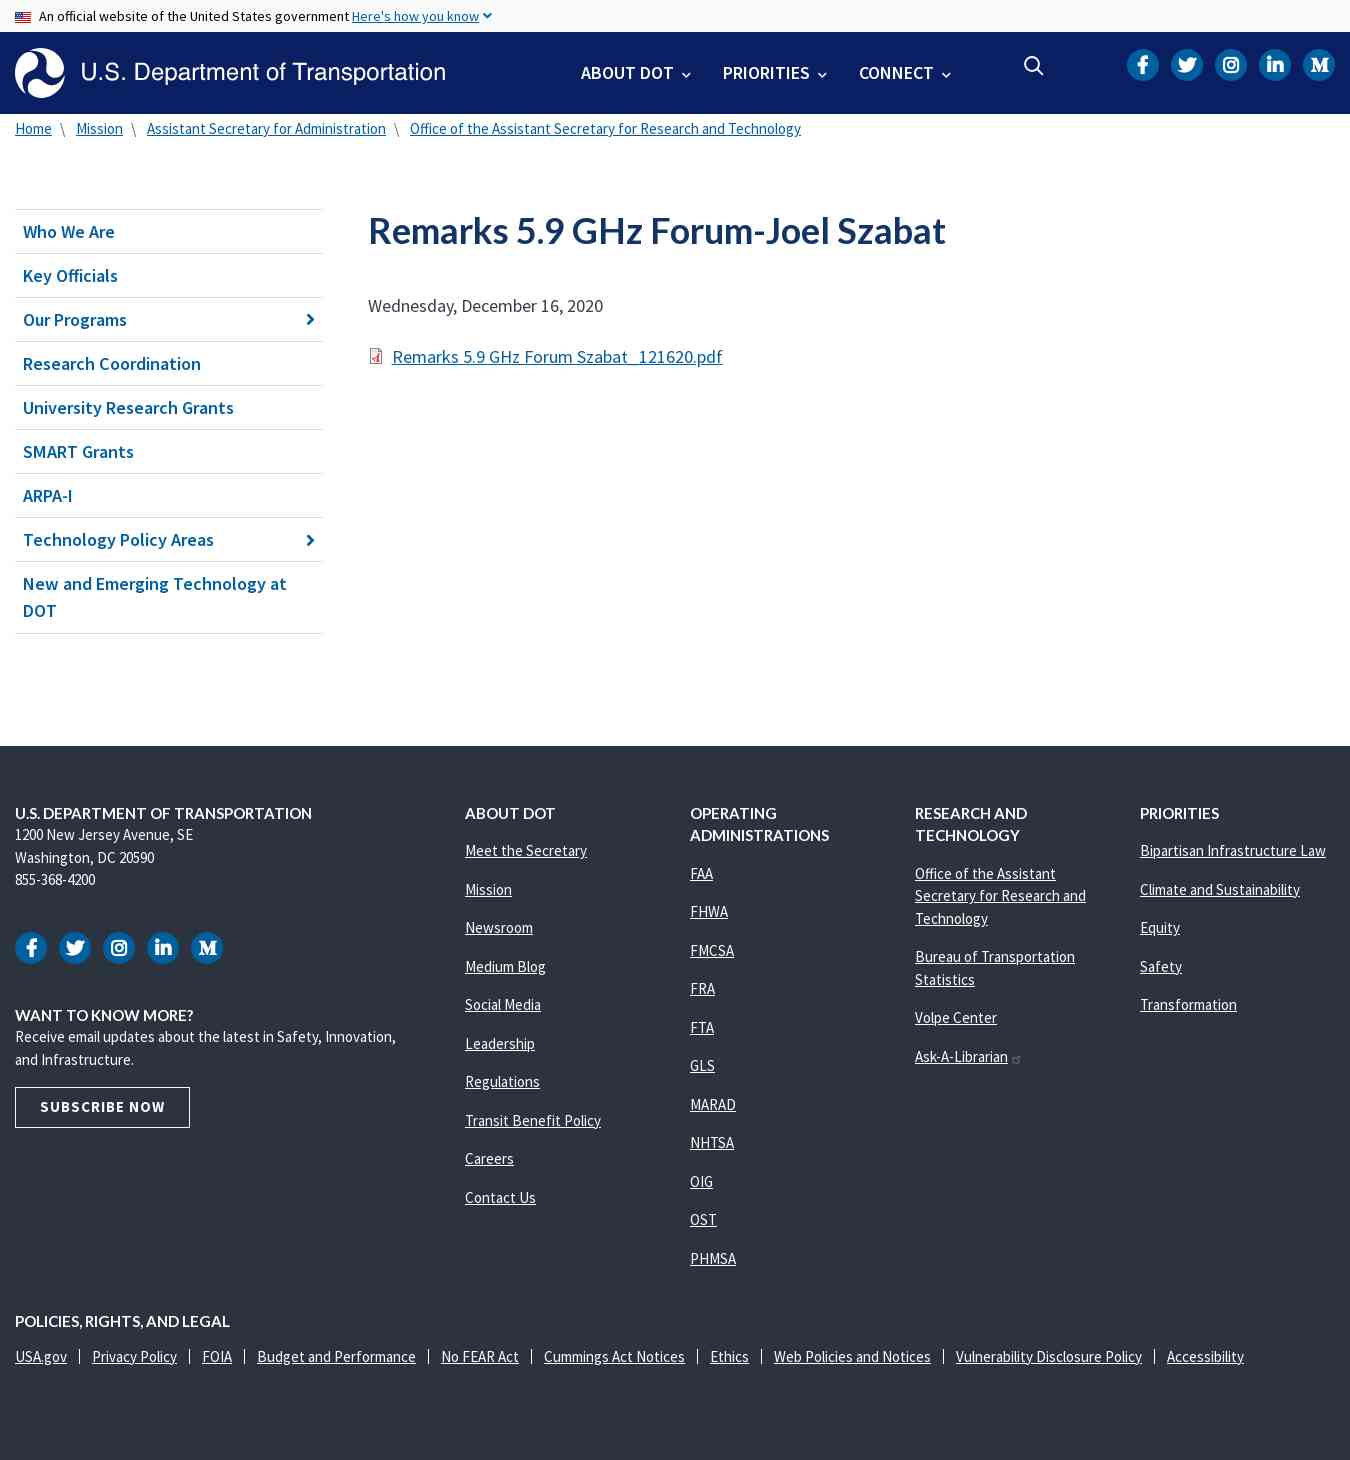 An official website of the United States government Here's how you know
U.S. Department of Transportation
ABOUT DOT
PRIORITIES
CONNECT
Home \ Mission \ Assistant Secretary for Administration \ Office of the Assistant Secretary for Research and Technology
Who We Are
Key Officials
Our Programs
Research Coordination
University Research Grants
SMART Grants
ARPA-I
Technology Policy Areas
New and Emerging Technology at
DOT
Remarks 5.9 GHz Forum-Joel Szabat
Wednesday, December 16, 2020
Remarks 5.9 GHz Forum Szabat_121620.pdf
U.S. DEPARTMENT OF TRANSPORTATION
1200 New Jersey Avenue, SE
Washington, DC 20590
855-368-4200
WANT TO KNOW MORE?
Receive email updates about the latest in Safety, Innovation,
and Infrastructure.
SUBSCRIBE NOW
ABOUT DOT
Meet the Secretary
Mission
Newsroom
Medium Blog
Social Media
Leadership
Regulations
Transit Benefit Policy
Careers
Contact Us
OPERATING
ADMINISTRATIONS
FAA
FHWA
FMCSA
FRA
FTA
GLS
MARAD
NHTSA
OIG
OST
PHMSA
RESEARCH AND
TECHNOLOGY
Office of the Assistant
Secretary for Research and
Technology
Bureau of Transportation
Statistics
Volpe Center
Ask-A-Librarian
PRIORITIES
Bipartisan Infrastructure Law
Climate and Sustainability
Equity
Safety
Transformation
POLICIES, RIGHTS, AND LEGAL
USA.gov
Privacy Policy
FOIA
Budget and Performance
No FEAR Act
Cummings Act Notices
Ethics
Web Policies and Notices
Vulnerability Disclosure Policy
Accessibility